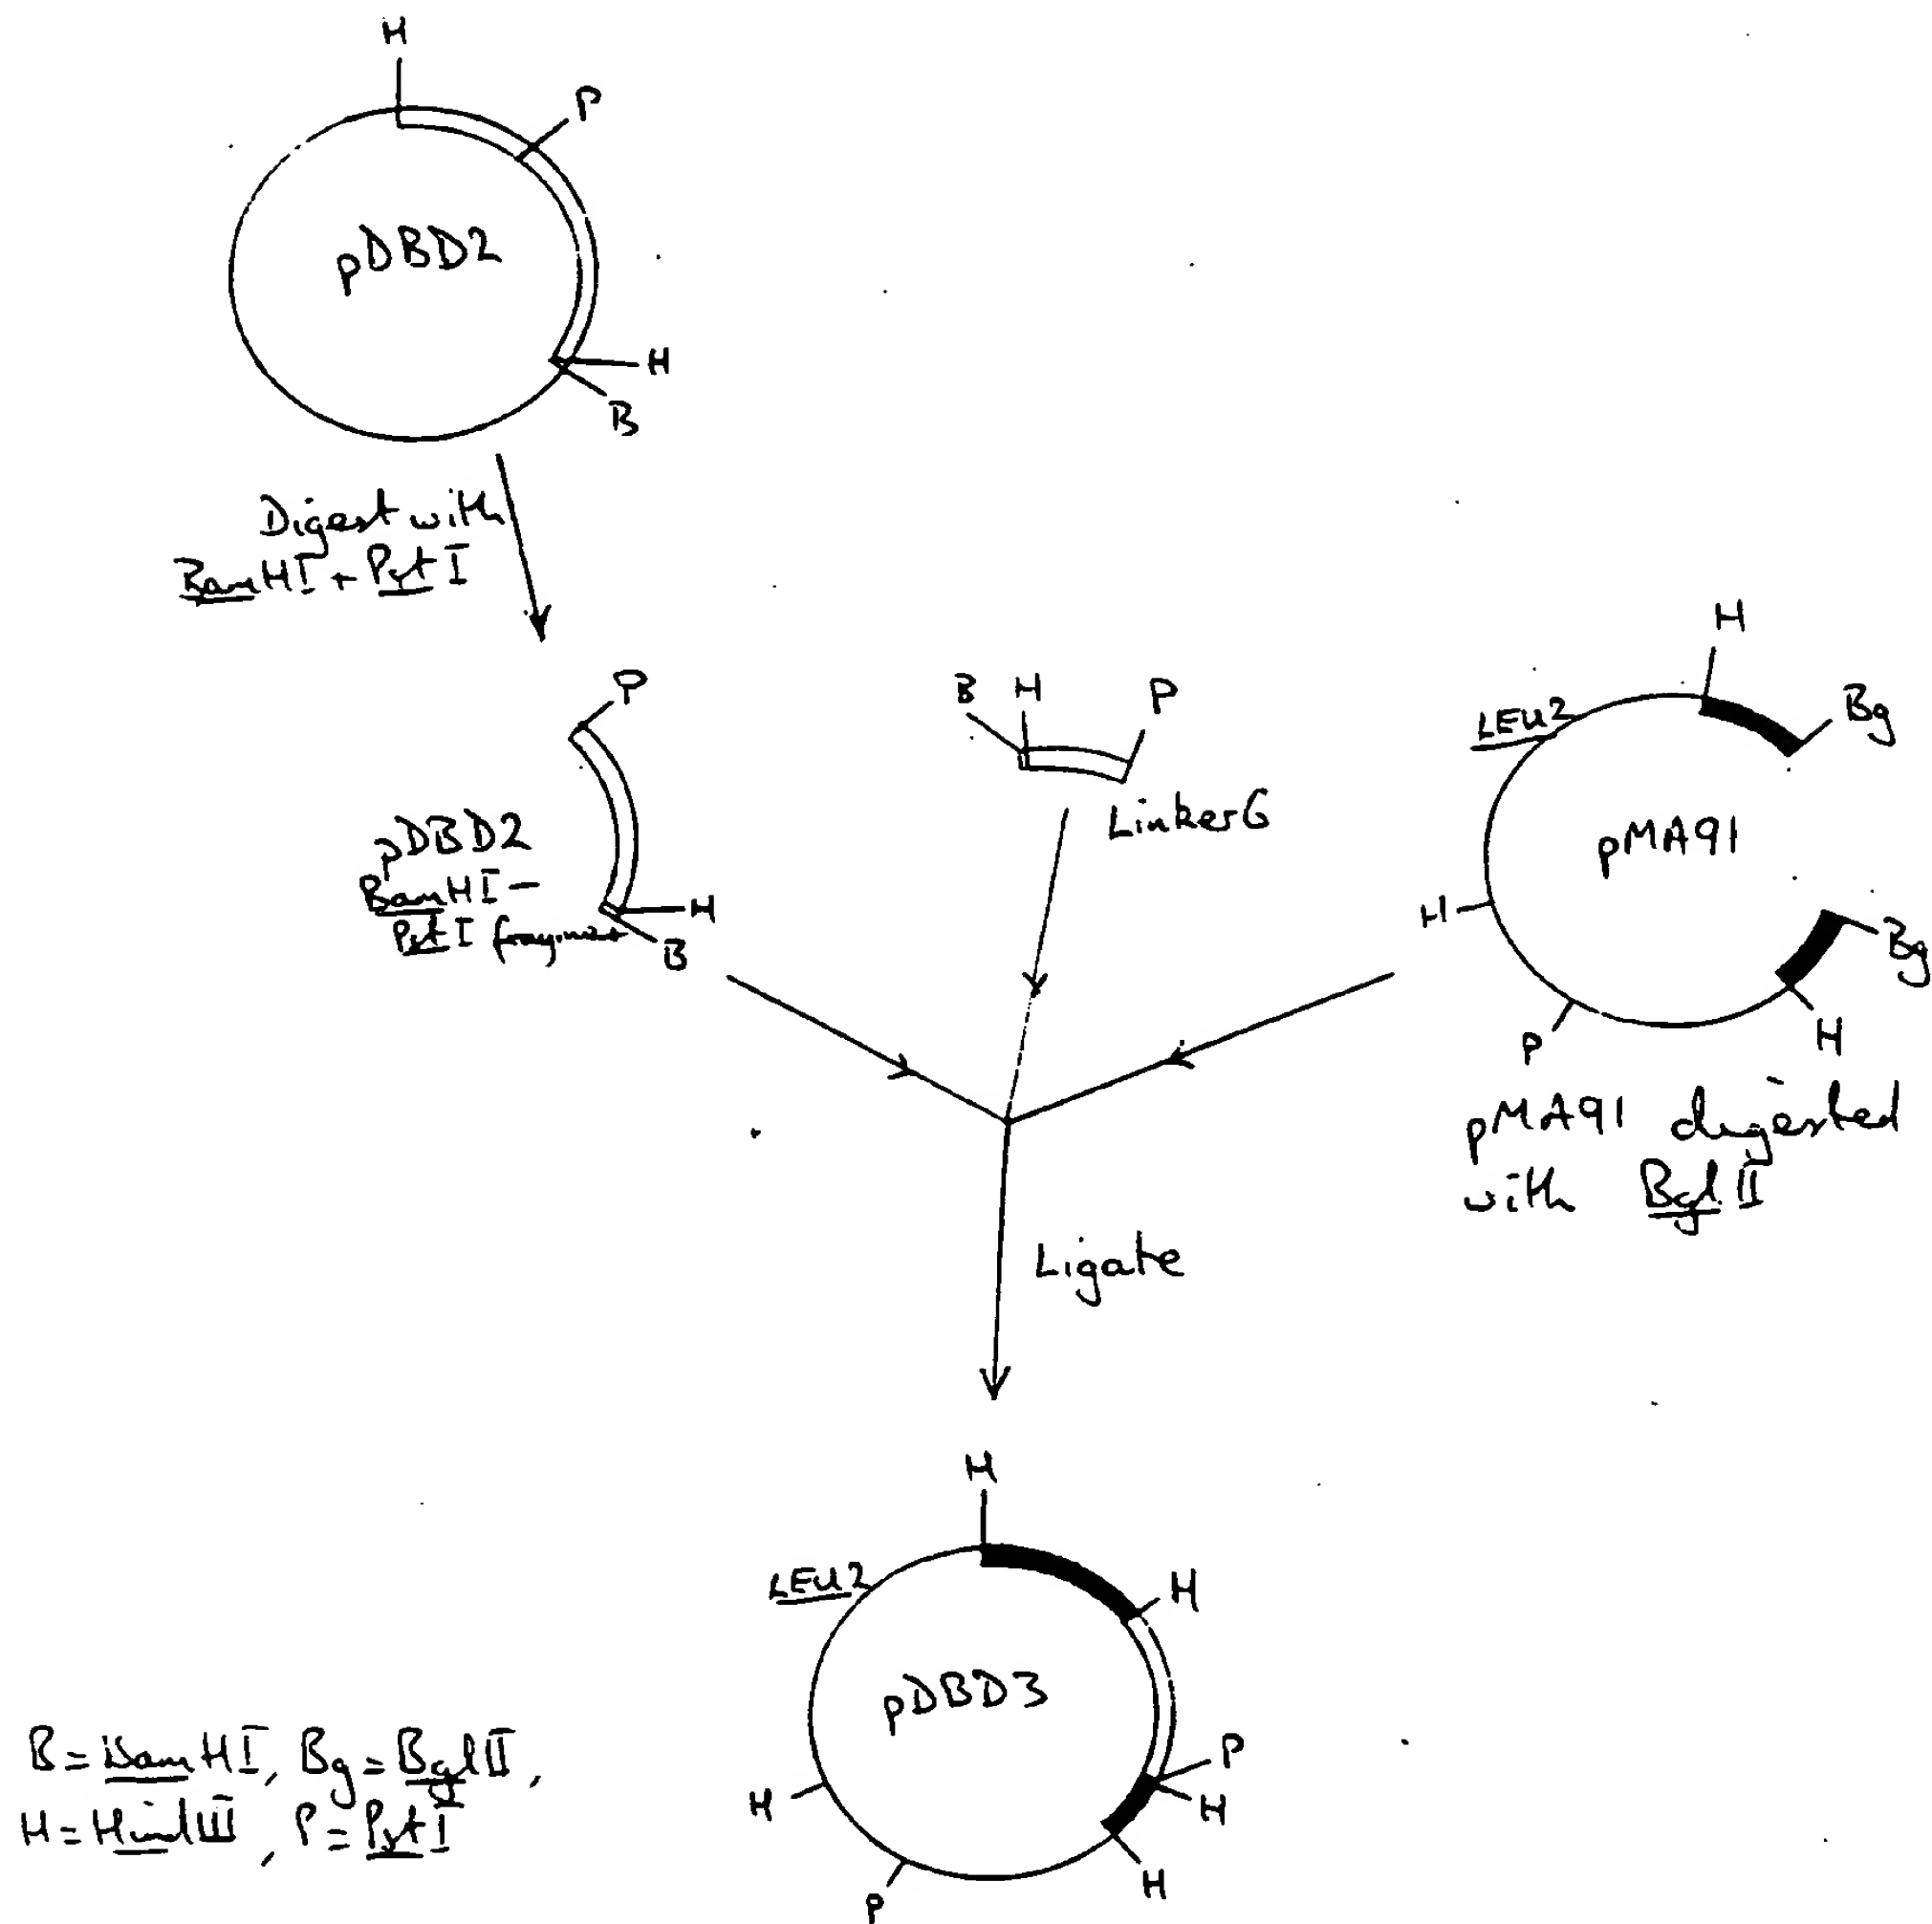 H
P
pDBD2
H
B
Digest with
BamHI + PstI
H
P
B H P
LEU2
Bg
Linker6
pDBD2
pMA91
BamHI-
H
H
PstI fragment
B
Bg
P
H
pMA91 digested
with BglII
Ligate
H
LEU2
H
pDBD3
P
B=BamHI, Bg=BglII,
H
H
H=HindIII, P=PstI
H
P